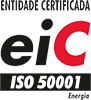 ENTIDADE CERTIFICADA
eiC
ISO 50001
Energia